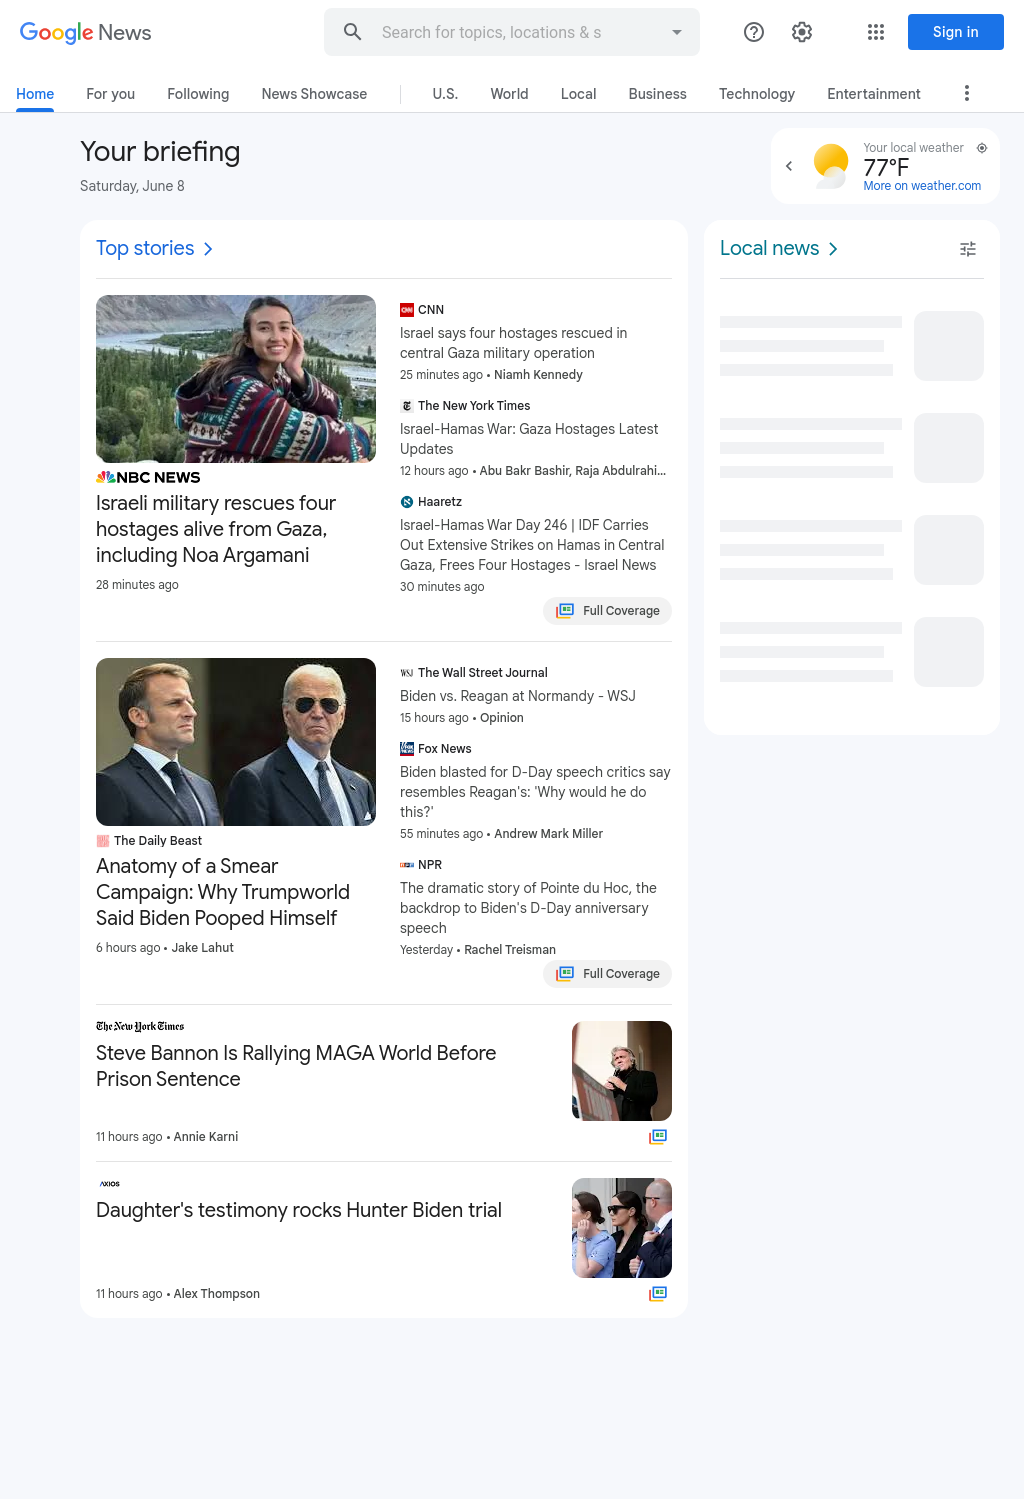 Google News
Search for topics, locations & s
Sign in
Home
For you
Following
News Showcase
U.S.
World
Local
Business
Technology
Entertainment
Your briefing
Saturday, June 8
Your local weather
77°F
More on weather.com
Top stories
NBC NEWS
Israeli military rescues four
hostages alive from Gaza,
including Noa Argamani
28 minutes ago
CNN
Israel says four hostages rescued in
central Gaza military operation
25 minutes ago • Niamh Kennedy
The New York Times
Israel-Hamas War: Gaza Hostages Latest
Updates
12 hours ago • Abu Bakr Bashir, Raja Abdulrahi...
Haaretz
Israel-Hamas War Day 246 | IDF Carries
Out Extensive Strikes on Hamas in Central
Gaza, Frees Four Hostages - Israel News
30 minutes ago
Full Coverage
The Daily Beast
Anatomy of a Smear
Campaign: Why Trumpworld
Said Biden Pooped Himself
6 hours ago • Jake Lahut
WSJ The Wall Street Journal
Biden vs. Reagan at Normandy - WSJ
15 hours ago • Opinion
Fox News
Biden blasted for D-Day speech critics say
resembles Reagan's: 'Why would he do
this?'
55 minutes ago • Andrew Mark Miller
NPR
The dramatic story of Pointe du Hoc, the
backdrop to Biden's D-Day anniversary
speech
Yesterday • Rachel Treisman
Full Coverage
The New York Times
Steve Bannon Is Rallying MAGA World Before
Prison Sentence
11 hours ago • Annie Karni
AXIOS
Daughter's testimony rocks Hunter Biden trial
11 hours ago • Alex Thompson
Local news